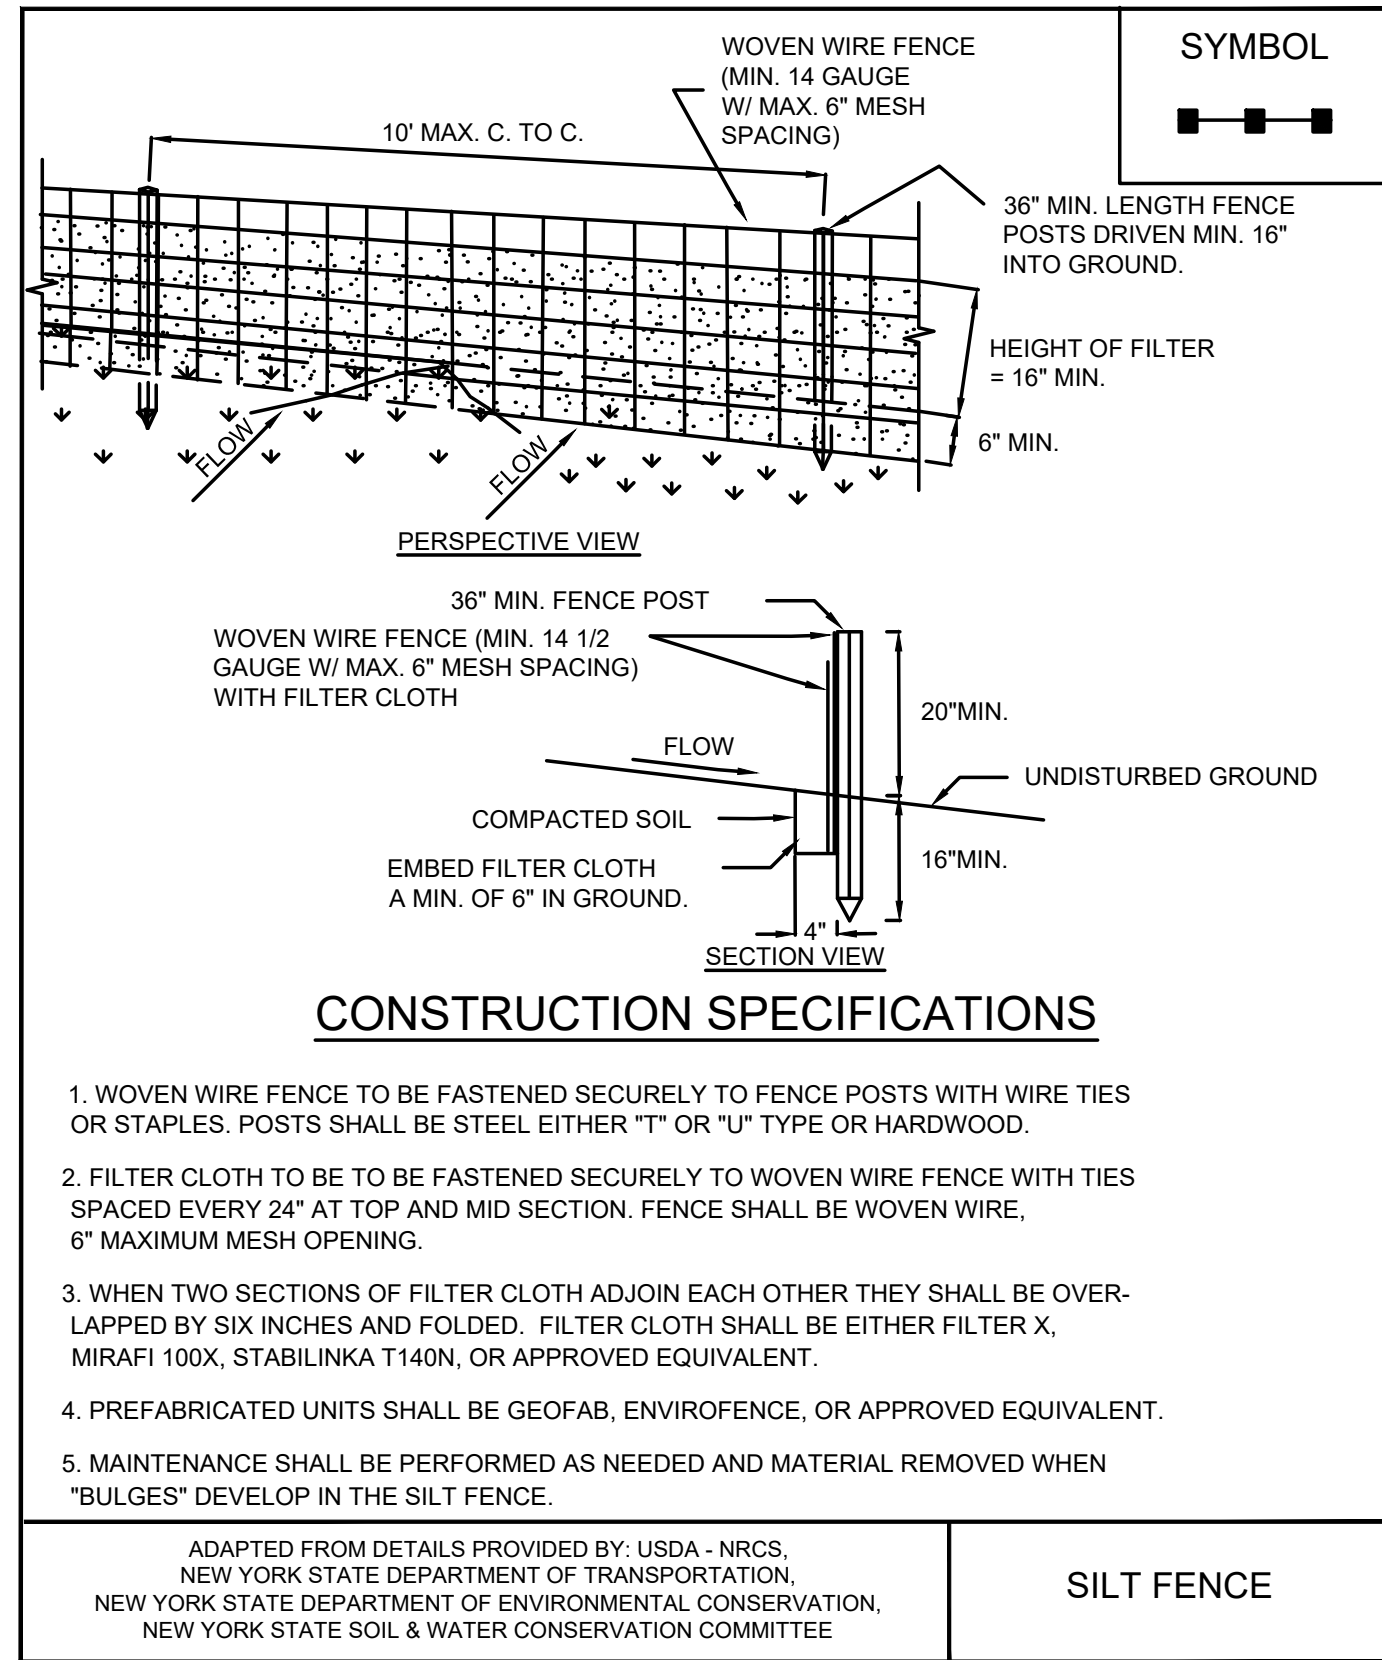 WOVEN WIRE FENCE
(MIN. 14 GAUGE
W/ MAX. 6" MESH
SPACING)
SYMBOL
10' MAX. C. TO C.
36" MIN. LENGTH FENCE
POSTS DRIVEN MIN. 16"
INTO GROUND.
HEIGHT OF FILTER
= 16" MIN.
6" MIN.
FLOW
FLOW
PERSPECTIVE VIEW
36" MIN. FENCE POST
WOVEN WIRE FENCE (MIN. 14 1/2
GAUGE W/ MAX. 6" MESH SPACING)
WITH FILTER CLOTH
20"MIN.
FLOW
UNDISTURBED GROUND
COMPACTED SOIL
EMBED FILTER CLOTH
A MIN. OF 6" IN GROUND.
16"MIN.
4"
SECTION VIEW
CONSTRUCTION SPECIFICATIONS
1. WOVEN WIRE FENCE TO BE FASTENED SECURELY TO FENCE POSTS WITH WIRE TIES
OR STAPLES. POSTS SHALL BE STEEL EITHER "T" OR "U" TYPE OR HARDWOOD.
2. FILTER CLOTH TO BE TO BE FASTENED SECURELY TO WOVEN WIRE FENCE WITH TIES
SPACED EVERY 24" AT TOP AND MID SECTION. FENCE SHALL BE WOVEN WIRE,
6" MAXIMUM MESH OPENING.
3. WHEN TWO SECTIONS OF FILTER CLOTH ADJOIN EACH OTHER THEY SHALL BE OVER-
LAPPED BY SIX INCHES AND FOLDED. FILTER CLOTH SHALL BE EITHER FILTER X,
MIRAFI 100X, STABILINKA T140N, OR APPROVED EQUIVALENT.
4. PREFABRICATED UNITS SHALL BE GEOFAB, ENVIROFENCE, OR APPROVED EQUIVALENT.
5. MAINTENANCE SHALL BE PERFORMED AS NEEDED AND MATERIAL REMOVED WHEN
"BULGES" DEVELOP IN THE SILT FENCE.
ADAPTED FROM DETAILS PROVIDED BY: USDA - NRCS,
NEW YORK STATE DEPARTMENT OF TRANSPORTATION,
NEW YORK STATE DEPARTMENT OF ENVIRONMENTAL CONSERVATION,
NEW YORK STATE SOIL & WATER CONSERVATION COMMITTEE
SILT FENCE